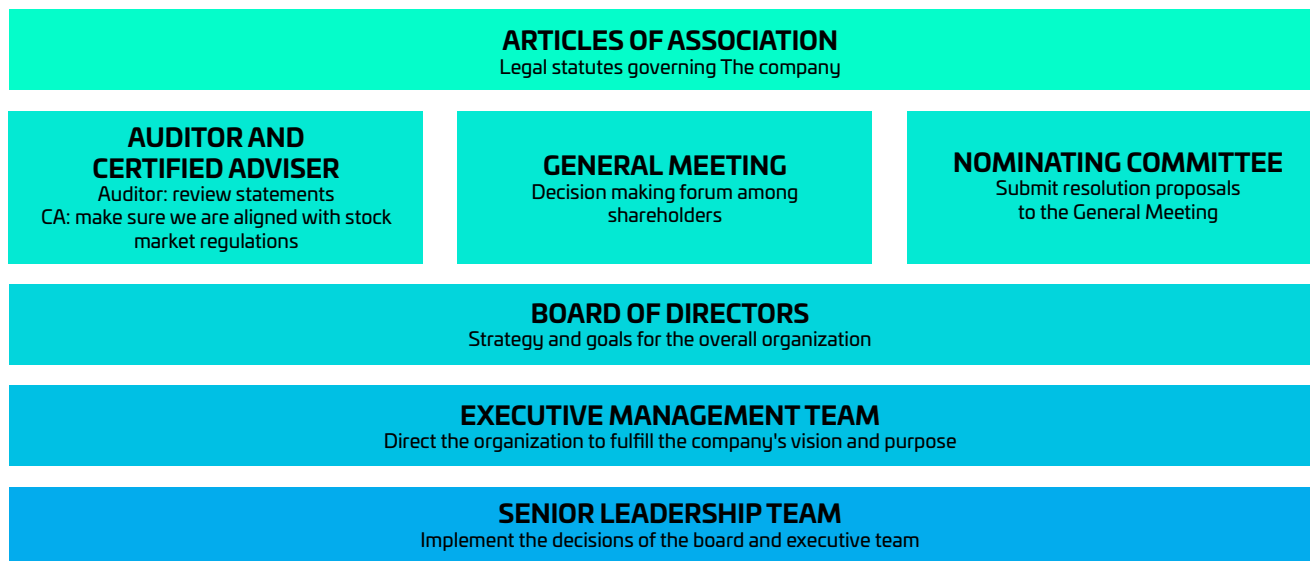 ARTICLES OF ASSOCIATION
Legal statutes governing The company
AUDITOR AND
CERTIFIED ADVISER
Auditor: review statements
CA: make sure we are aligned with stock
market regulations
GENERAL MEETING
Decision making forum among
shareholders
NOMINATING COMMITTEE
Submit resolution proposals
to the General Meeting
BOARD OF DIRECTORS
Strategy and goals for the overall organization
EXECUTIVE MANAGEMENT TEAM
Direct the organization to fulfill the company's vision and purpose
SENIOR LEADERSHIP TEAM
Implement the decisions of the board and executive team